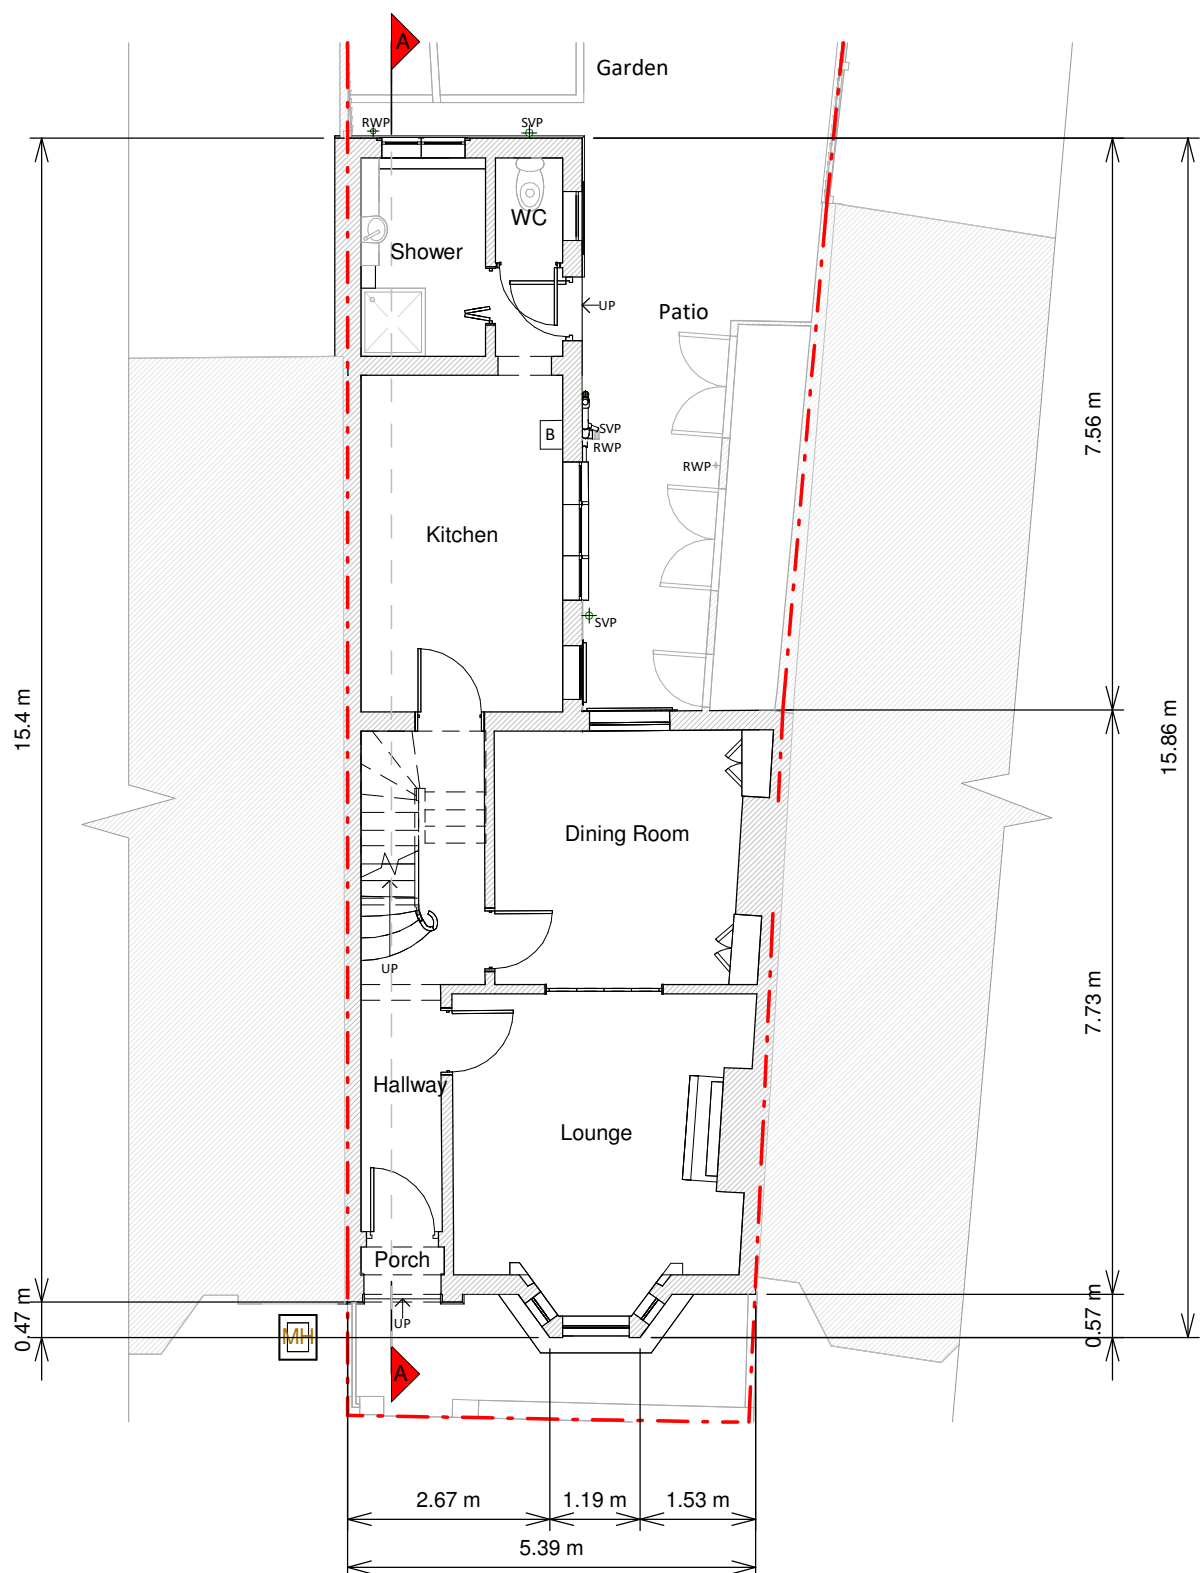 A
Garden
RWP
SVP
WC
Shower
UP
Patio
7.56 m
B
SVP
RWP
RWP
Kitchen
SVP
15.4 m
15.86 m
Dining Room
UP
7.73 m
Hallway
Lounge
Porch
0.47 m
MH
UP
0.57 m
A
2.67 m
1.19 m
1.53 m
5.39 m